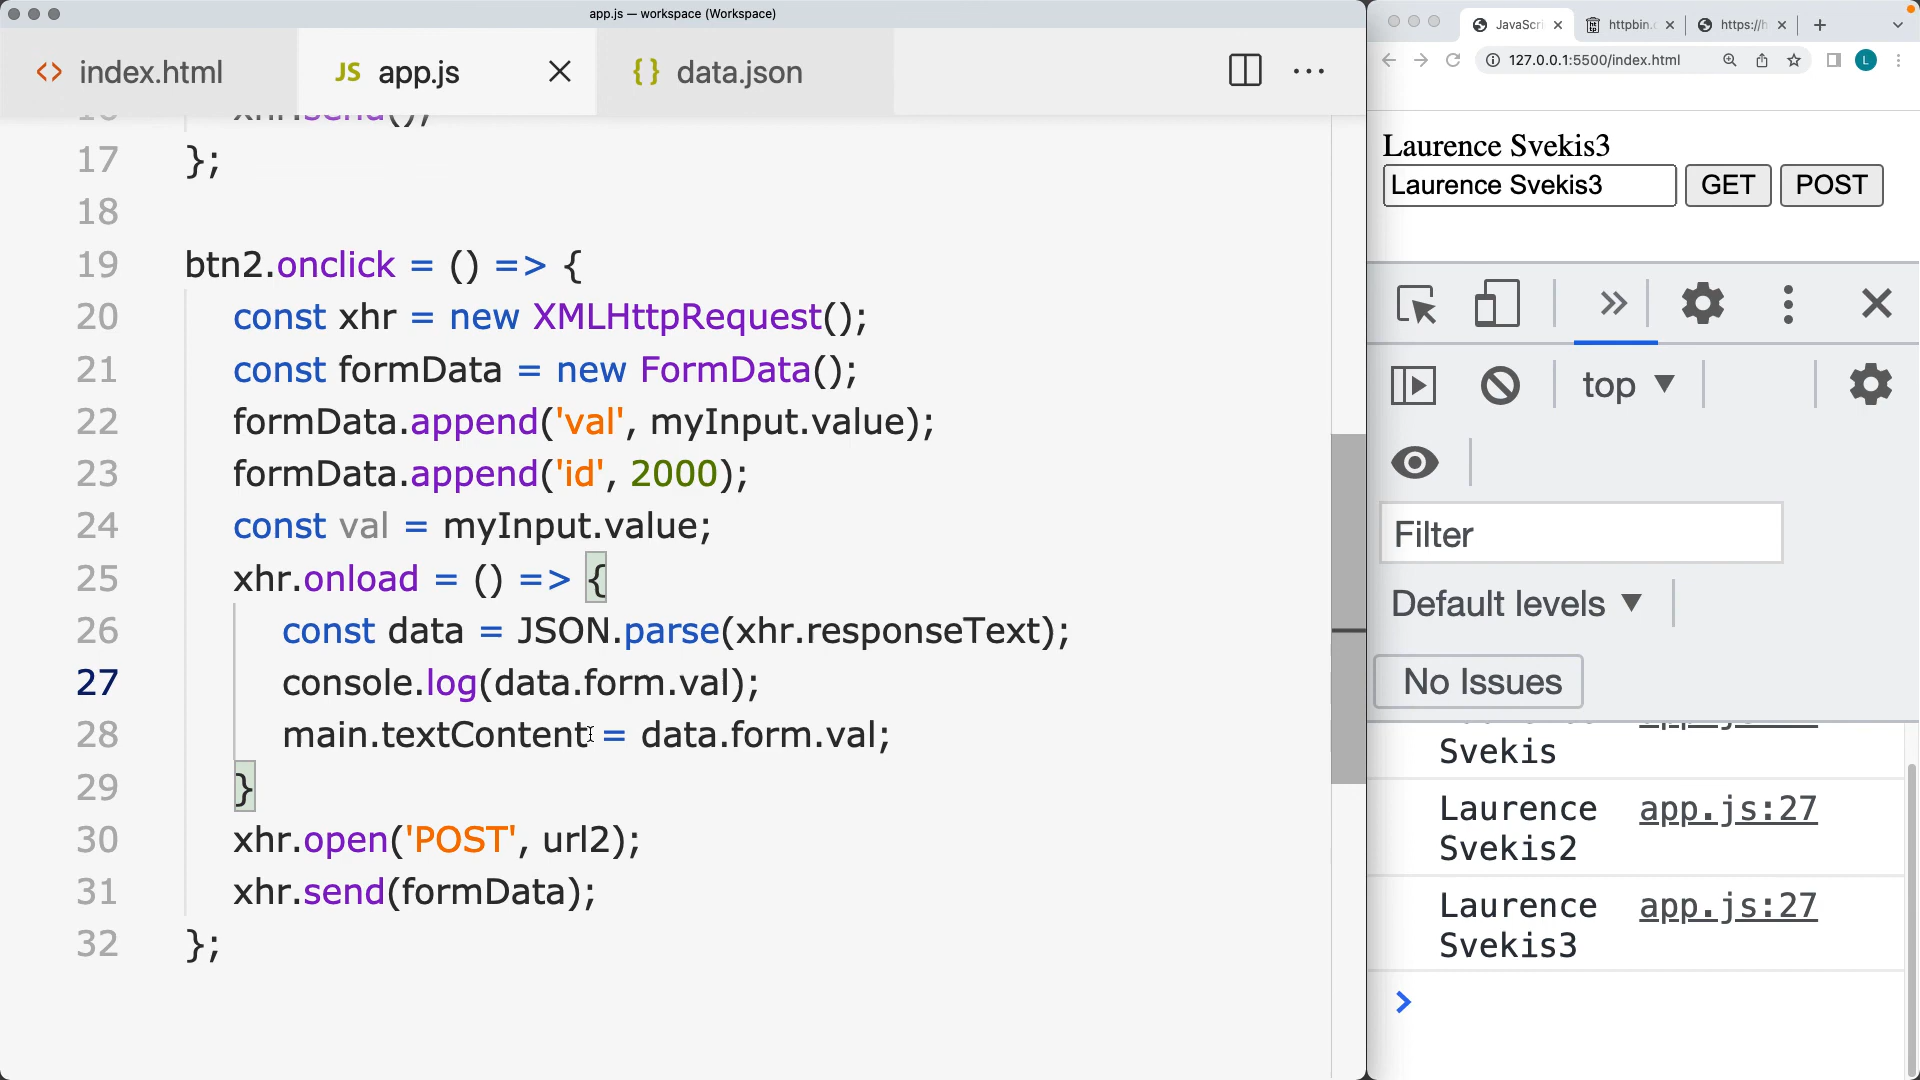 app.js — workspace (Workspace)
index.html
JS app.js
{ } data.json
17 };
18
19 btn2.onclick = () => {
20 const xhr = new XMLHttpRequest();
21 const formData = new FormData();
22 formData.append('val', myInput.value);
23 formData.append('id', 2000);
24 const val = myInput.value;
25 xhr.onload = () => {
26 const data = JSON.parse(xhr.responseText);
27 console.log(data.form.val);
28 main.textContent = data.form.val;
29 }
30 xhr.open('POST', url2);
31 xhr.send(formData);
32 };
JavaScri
httpbin.
https://h
127.0.0.1:5500/index.html
L
Laurence Svekis3
Laurence Svekis3 GET POST
top
Filter
Default levels
No Issues
Svekis
Laurence app.js:27
Svekis2
Laurence app.js:27
Svekis3